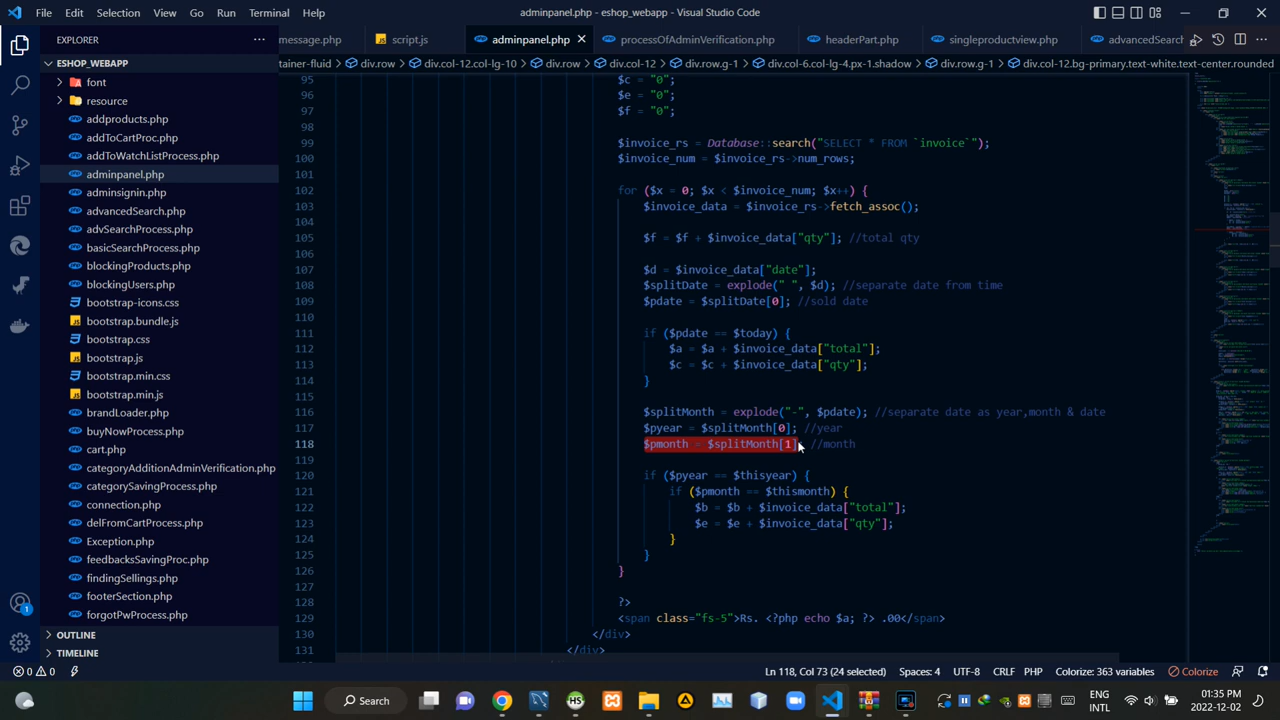 File Edit Selection View Go Run Terminal Help adminpanel.php - eshop_webapp - Visual Studio Code
EXPLORER message.php script.js adminpanel.php processOfAdminVerification.php headerPart.php singleproductview.php advancedSearch
ESHOP_WEBAPP tainer-fluid > div.row > div.col-12.col-lg-10 > div.row > div.col-12 > div.row.g-1 > div.col-6.col-lg-4.px-1.shadow > div.row.g-1 > div.col-12.bg-primary.text-white.text-center.rounded
font
resource
addproducts.php
addToCartProc.php
addToWatchListProcess.php
adminpanel.php
adminsignin.php
advancedSearch.php
advSearchProcess.php
basicSearchProcess.php
blockingProducts.php
blockingUsers.php
bootstrap-icons.css
bootstrap.bundle.js
bootstrap.css
bootstrap.js
bootstrap.min.css
bootstrap.min.js
brandLoader.php
buyNowProcess.php
cart.php
categoryAdditionAdminVerification.php
categorySavingProcess.php
connection.php
delFromCartProcess.php
Exception.php
feedbacksSavingProc.php
findingSellings.php
footerSection.php
forgotPwProcess.php
OUTLINE
TIMELINE
95 $c = "0";
96 $e = "0";
97 $f = "0";
98
99 $invoice_rs = Database::search("SELECT * FROM `invoice`");
100 $invoice_num = $invoice_rs->num_rows;
101
102 for ($x = 0; $x < $invoice_num; $x++) {
103 $invoice_data = $invoice_rs->fetch_assoc();
104
105 $f = $f + $invoice_data["qty"]; //total qty
106
107 $d = $invoice_data["date"];
108 $splitDate = explode(" ", $d); //separate date from time
109 $pdate = $splitDate[0]; //sold date
110
111 if ($pdate == $today) {
112 $a = $a + $invoice_data["total"];
113 $c = $c + $invoice_data["qty"];
114 }
115
116 $splitMonth = explode("-", $pdate); //separate date as year,month & date
117 $pyear = $splitMonth[0]; //year
118 $pmonth = $splitMonth[1]; //month
119
120 if ($pyear == $thisyear) {
121 if ($pmonth == $thismonth) {
122 $b = $b + $invoice_data["total"];
123 $e = $e + $invoice_data["qty"];
124 }
125 }
126 }
127
128 ?>
129 <span class="fs-5">Rs. <?php echo $a; ?> .00</span>
130 </div>
131 </div>
0 0 Ln 118, Col 73 (24 selected) Spaces: 4 UTF-8 CRLF PHP Colorize: 363 variables Colorize
Search ENG INTL 01:35 PM 2022-12-02